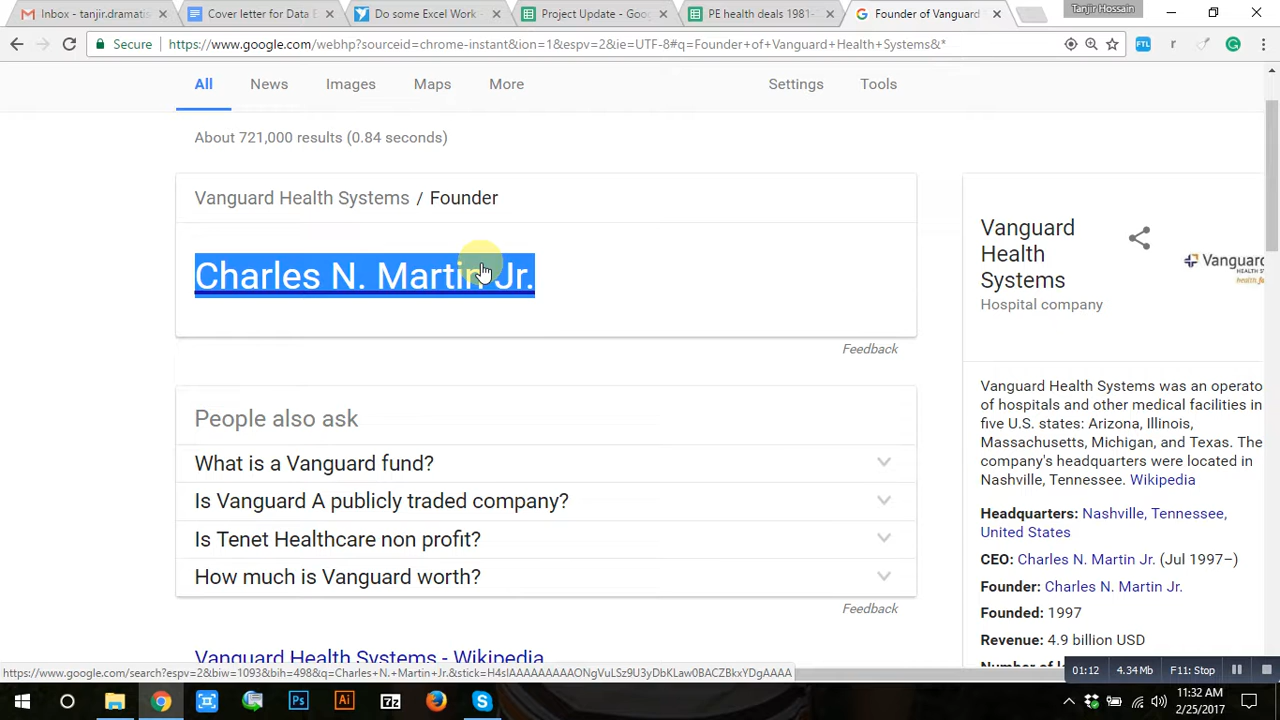 Inbox - tanjir.dramatis
Cover letter for Data E
Do some Excel Work
Project Update - Goo
PE health deals 1981-
Founder of Vanguard
Tanjir Hossain
Secure
https://www.google.com/webhp?sourceid=chrome-instant&ion=1&espv=2&ie=UTF-8#q=Founder+of+Vanguard+Health+Systems&*
FTL
r
All
News
Images
Maps
More
Settings
Tools
About 721,000 results (0.84 seconds)
Vanguard Health Systems / Founder
Charles N. Martin Jr.
Feedback
People also ask
What is a Vanguard fund?
Is Vanguard A publicly traded company?
Is Tenet Healthcare non profit?
How much is Vanguard worth?
Feedback
Vanguard Health Systems - Wikipedia
Vanguard
Health
Systems
Hospital company
Vanguard
Vanguard Health Systems was an operato
of hospitals and other medical facilities in
five U.S. states: Arizona, Illinois,
Massachusetts, Michigan, and Texas. The
company's headquarters were located in
Nashville, Tennessee. Wikipedia
Headquarters: Nashville, Tennessee,
United States
CEO: Charles N. Martin Jr. (Jul 1997–)
Founder: Charles N. Martin Jr.
Founded: 1997
Revenue: 4.9 billion USD
01:12
4.34 MB
F11: Stop
Ps
Ai
7z
11:32 AM
2/25/2017